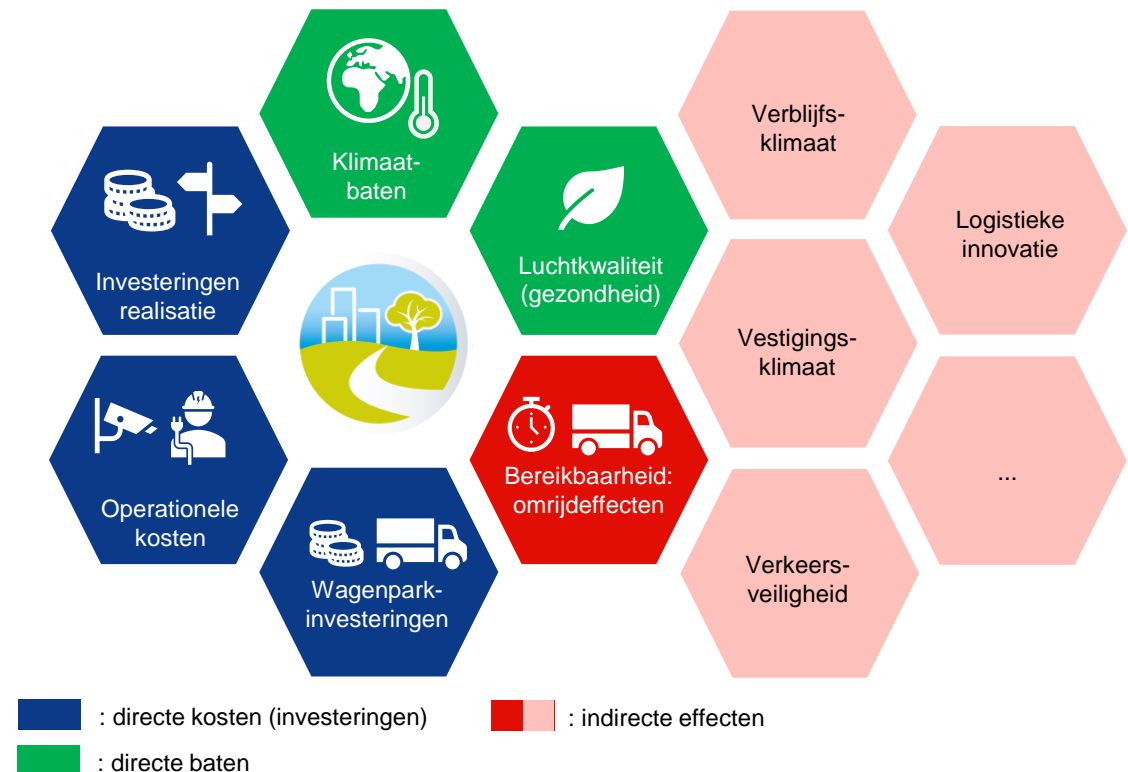 Klimaat-
baten
Verblijfs-
klimaat
Investeringen
realisatie
Luchtkwaliteit
(gezondheid)
Logistieke
innovatie
Vestigings-
klimaat
Operationele
kosten
Bereikbaarheid:
omrijdeffecten
...
Wagenpark-
investeringen
Verkeers-
veiligheid
: directe kosten (investeringen)
: indirecte effecten
: directe baten